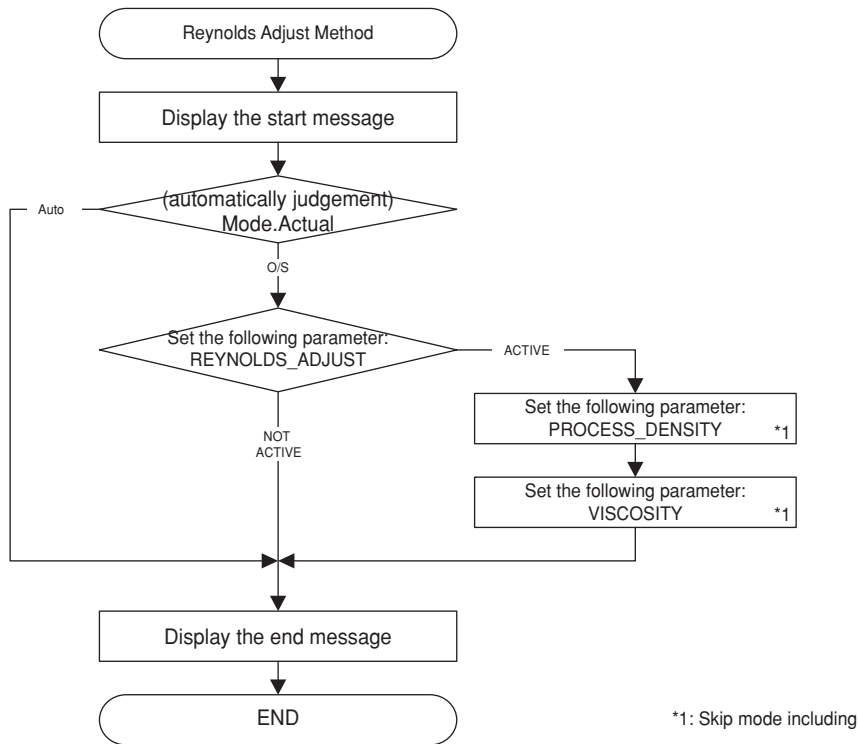 Reynolds Adjust Method
Display the start message
(automatically judgement)
Mode.Actual
Auto
O/S
Set the following parameter:
REYNOLDS_ADJUST
ACTIVE
NOT
ACTIVE
Set the following parameter:
PROCESS_DENSITY *1
Set the following parameter:
VISCOSITY *1
Display the end message
END
*1: Skip mode including